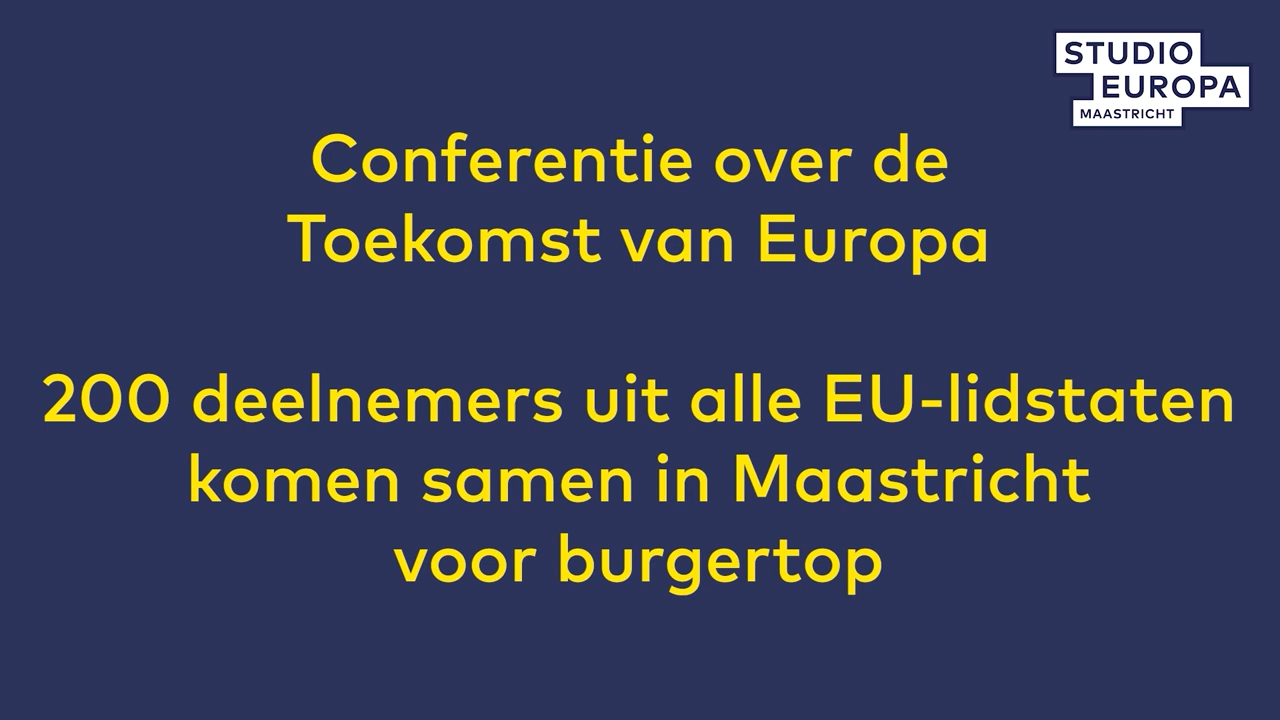 STUDIO
EUROPA
MAASTRICHT
Conferentie over de
Toekomst van Europa
200 deelnemers uit alle EU-lidstaten
komen samen in Maastricht
voor burgertop